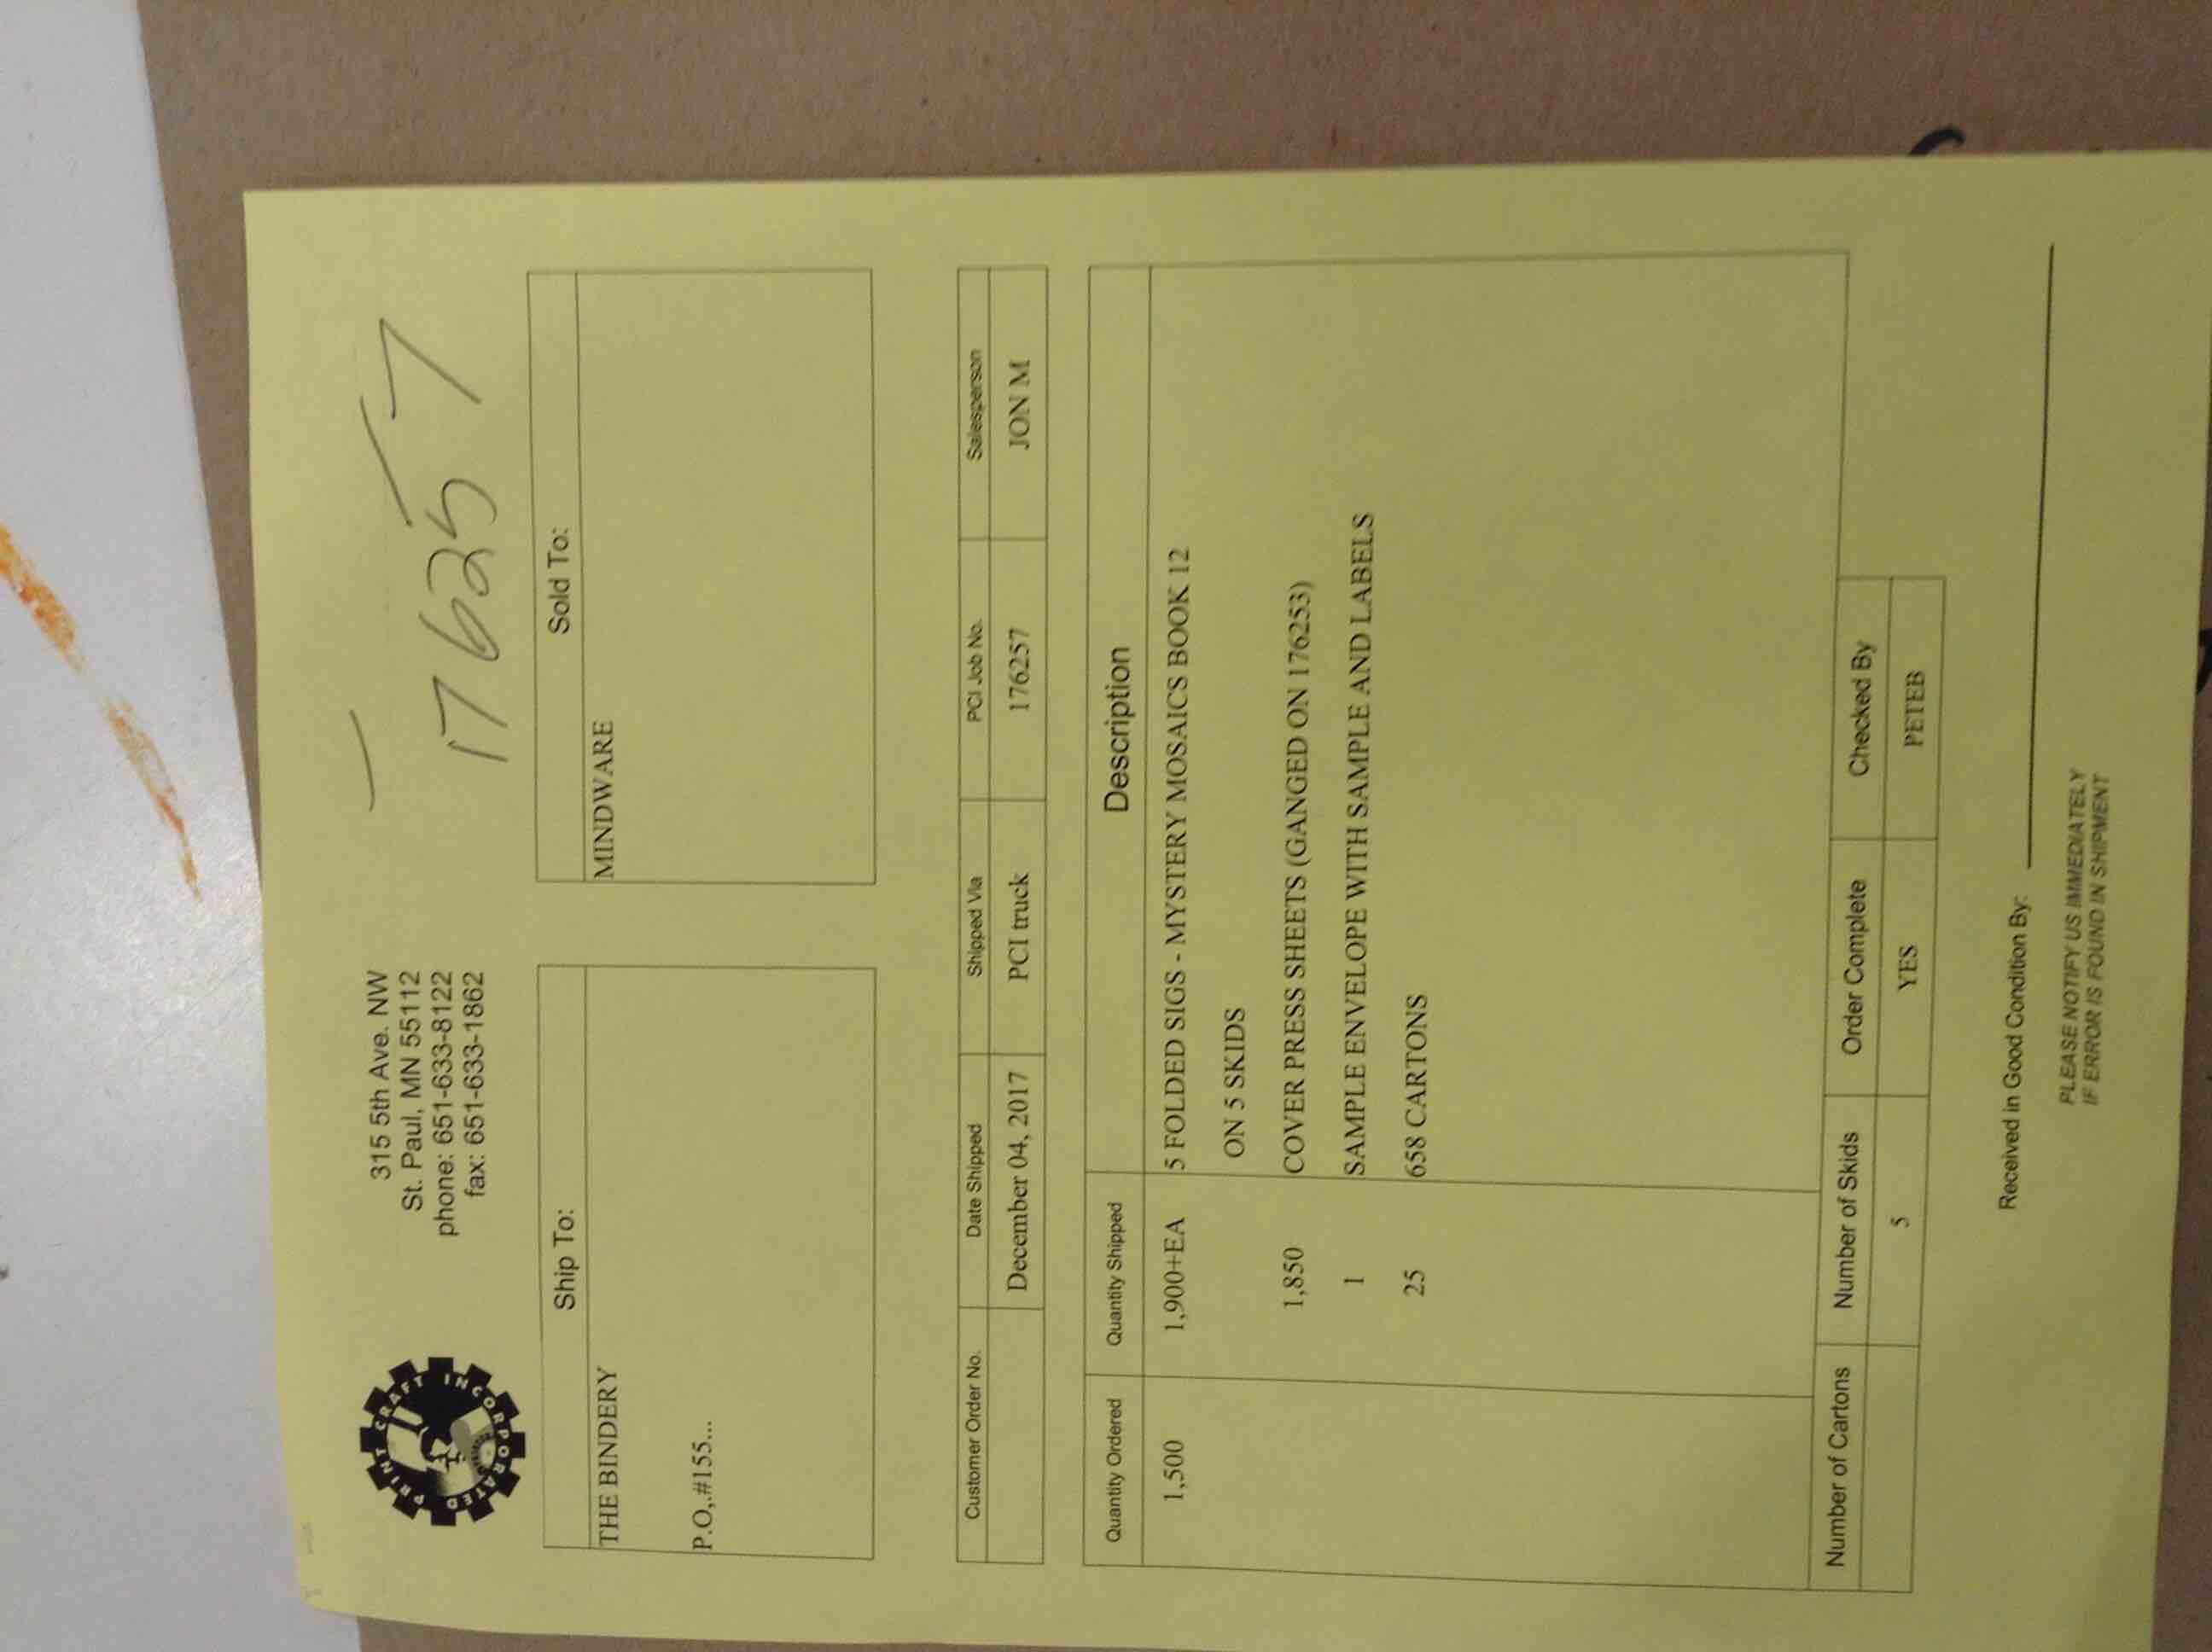 PRINT CRAFT INCORPORATED
315 5th Ave. NW
St. Paul, MN 55112
phone: 651-633-8122
fax: 651-633-1862
176257
Ship To:
THE BINDERY
P.O,.#155...
Sold To:
MINDWARE
Customer Order No. Date Shipped Shipped Via PCI Job No. Salesperson
December 04, 2017 PCI truck 176257 JON M
Quantity Ordered Quantity Shipped Description
1,500 1,900+EA 5 FOLDED SIGS - MYSTERY MOSAICS BOOK 12
ON 5 SKIDS
1,850 COVER PRESS SHEETS (GANGED ON 176253)
1 SAMPLE ENVELOPE WITH SAMPLE AND LABELS
25 658 CARTONS
Number of Cartons Number of Skids Order Complete Checked By
5 YES PETEB
Received in Good Condition By:
PLEASE NOTIFY US IMMEDIATELY
IF ERROR IS FOUND IN SHIPMENT